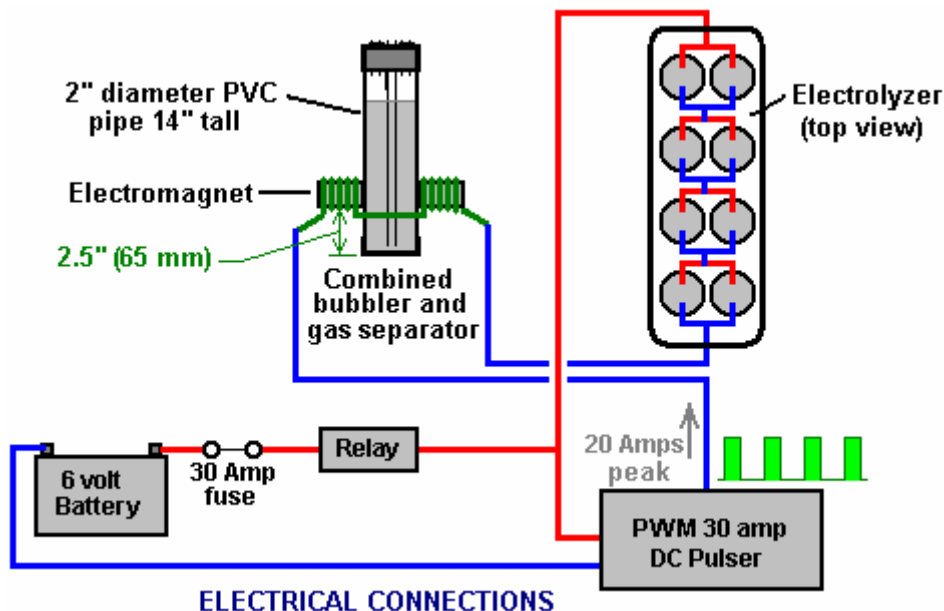 2" diameter PVC
pipe 14" tall
Electrolyzer
(top view)
Electromagnet
2.5" (65 mm)
Combined
bubbler and
gas separator
20 Amps
peak
Relay
30 Amp
fuse
6 volt
Battery
PWM 30 amp
DC Pulser
ELECTRICAL CONNECTIONS